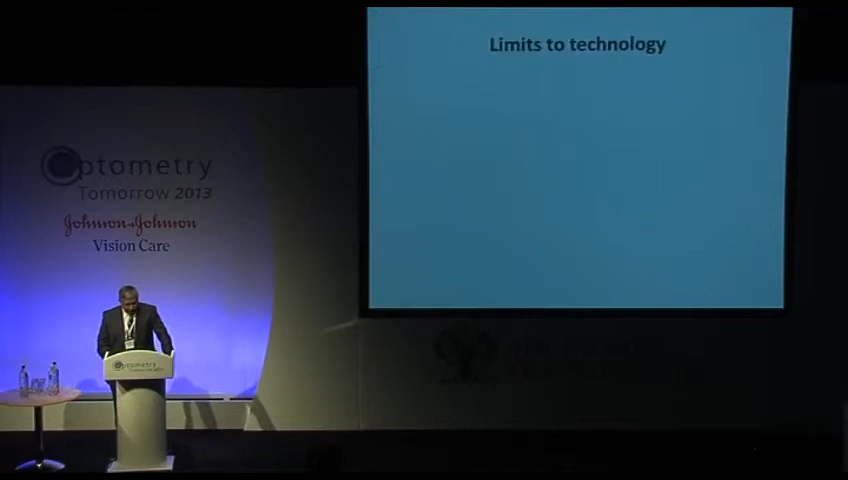 Limits to technology
Optometry
Tomorrow 2013
Johnson & Johnson
Vision Care
Optometry